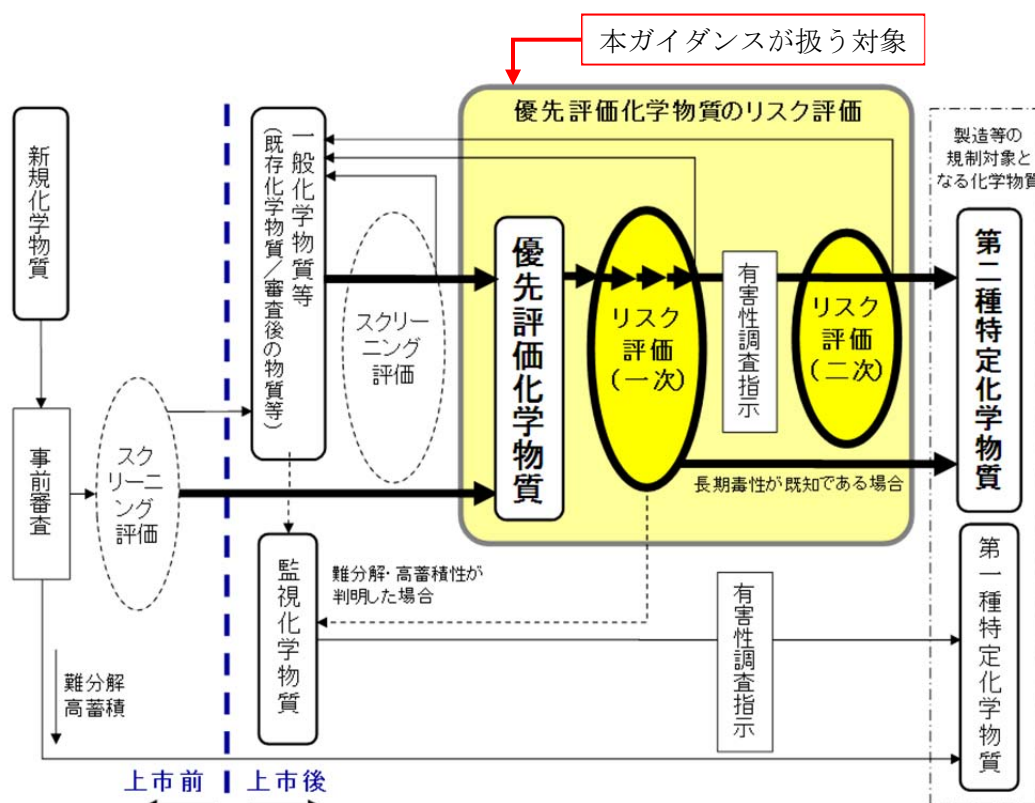 本ガイダンスが扱う対象
優先評価化学物質のリスク評価
製造等の
規制対象と
なる化学物質
新規化学物質
一般化学物質等
(既存化学物質/審査後の物質等)
スクリー
ニング
評価
優先評価化学物質
リスク
評価
(一次)
有害性調査指示
リスク
評価
(二次)
第二種特定化学物質
事前審査
スク
リーニ
ング
評価
長期毒性が既知である場合
監視化学物質
難分解・高蓄積性が
判明した場合
有害性調査指示
第一種特定化学物質
難分解
高蓄積
上市前
上市後